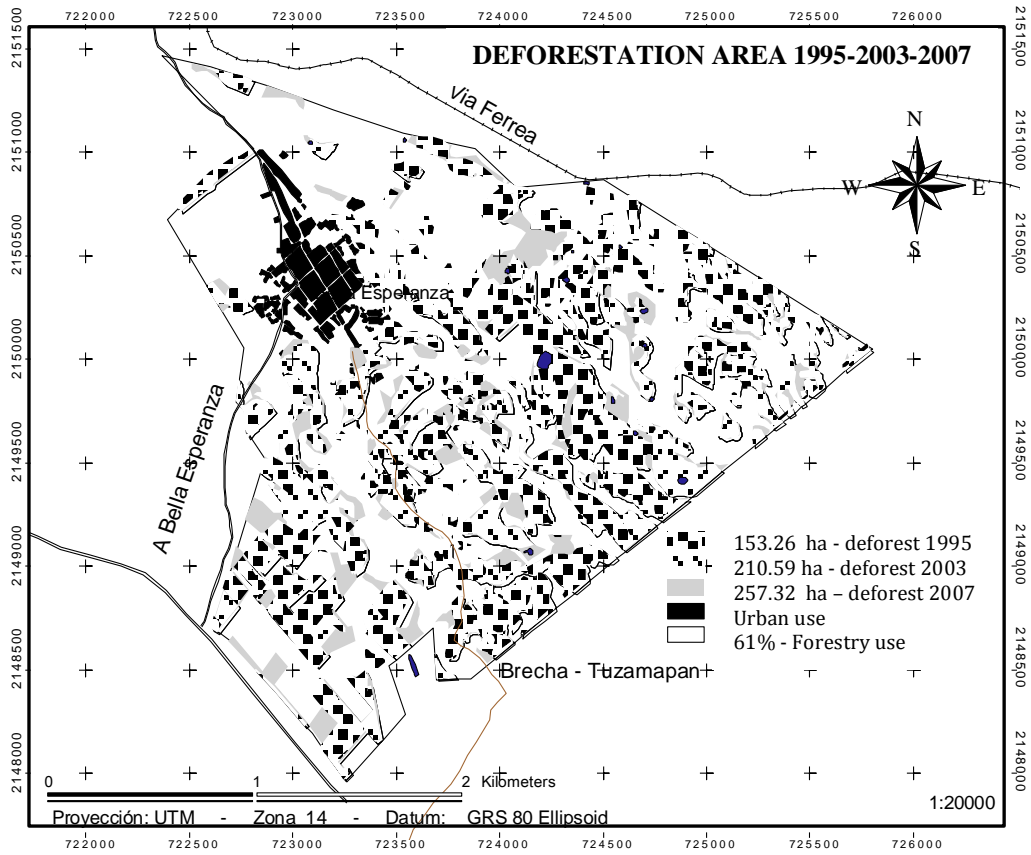 722000 722500 723000 723500 724000 724500 725000 725500 726000
2151500 2151500
DEFORESTATION AREA 1995-2003-2007
Via Ferrea
N
2151000 2151000
W E
S
2150500 2150500
Esperanza
2150000 2150000
A Bella Esperanza
2149500 2149500
153.26 ha - deforest 1995
2149000 2149000
210.59 ha - deforest 2003
257.32 ha – deforest 2007
Urban use
61% - Forestry use
2148500 2148500
Brecha - Tuzamapan
2148000 2148000
0 1 2 Kilometers
1:20000
Proyección: UTM - Zona 14 - Datum: GRS 80 Ellipsoid
722000 722500 723000 723500 724000 724500 725000 725500 726000